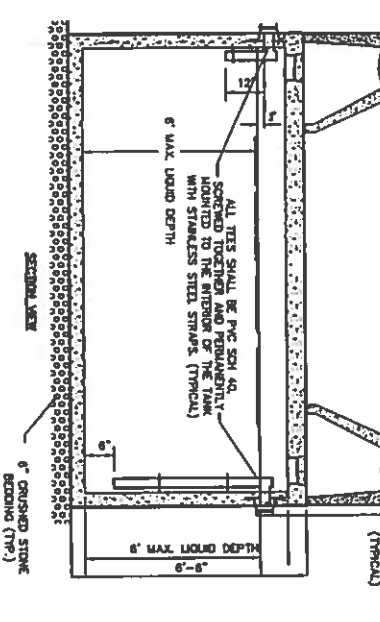 (TYPICAL)
12"
ALL TEES SHALL BE PVC SCH 40,
SCREWED TOGETHER AND PERMANENTLY
MOUNTED TO THE INTERIOR OF THE TANK
WITH STAINLESS STEEL STRAPS (TYPICAL)
6' MAX. LIQUID DEPTH
6"
6' MAX. LIQUID DEPTH
6'-6"
SECTION VIEW
6" CRUSHED STONE
BEDDING (TYP.)